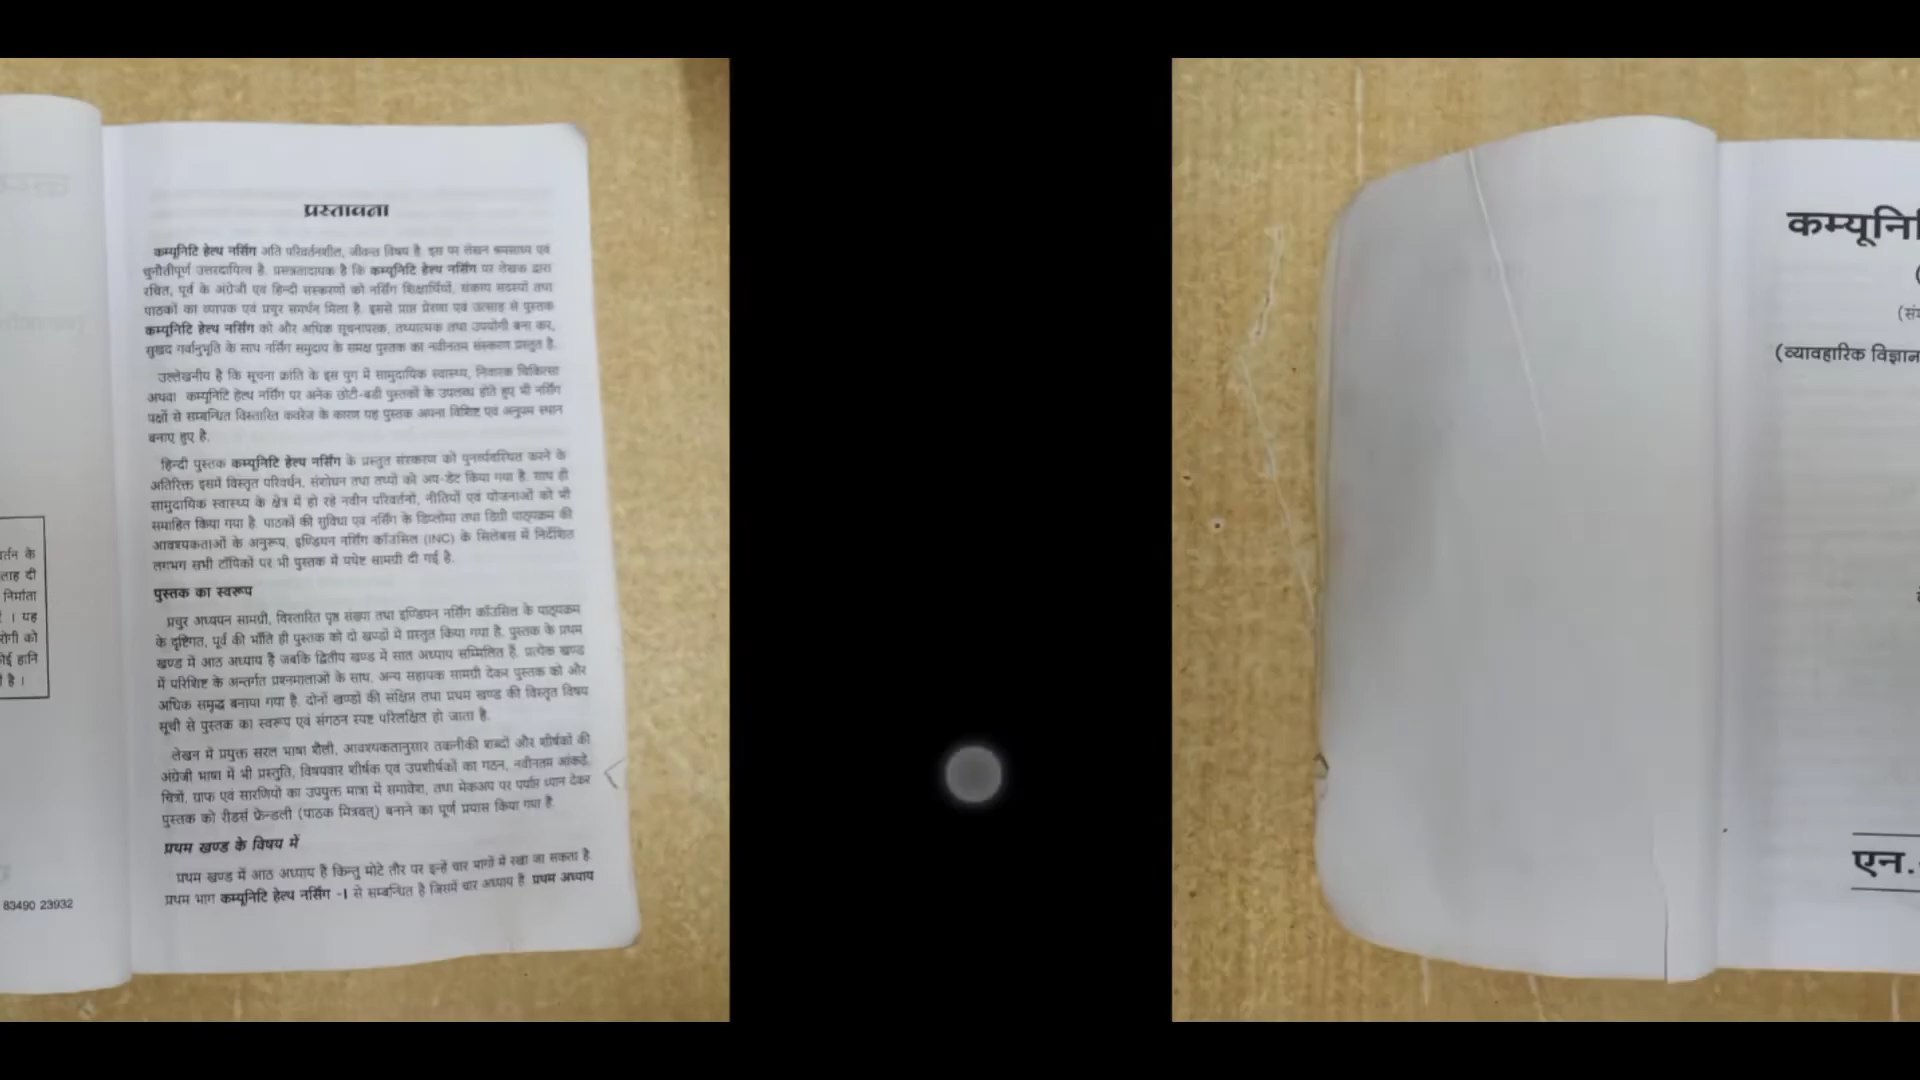 प्रस्तावना
कम्यूनिटि हेल्थ नर्सिंग अति परिवर्तनशील, जीवन्त विषय है. इस पर लेखन श्रमसाध्य एवं
चुनौतीपूर्ण उत्तरदायित्व है. प्रसन्नतादायक है कि कम्यूनिटि हेल्थ नर्सिंग पर लेखक द्वारा
रचित, पूर्व के अंग्रेजी एवं हिन्दी संस्करणों को नर्सिंग शिक्षार्थियों, संकाय सदस्यों तथा
पाठकों का व्यापक एवं प्रचुर समर्थन मिला है. इससे प्राप्त प्रेरणा एवं उत्साह से पुस्तक
कम्यूनिटि हेल्थ नर्सिंग को और अधिक सूचनापरक, तथ्यात्मक तथा उपयोगी बना कर,
सुखद गर्वानुभूति के साथ नर्सिंग समुदाय के समक्ष पुस्तक का नवीनतम संस्करण प्रस्तुत है.
उल्लेखनीय है कि सूचना क्रांति के इस युग में सामुदायिक स्वास्थ्य, निवारक चिकित्सा
अथवा कम्यूनिटि हेल्थ नर्सिंग पर अनेक छोटी-बडी पुस्तकों के उपलब्ध होते हुए भी नर्सिंग
पक्षों से सम्बन्धित विस्तारित कवरेज के कारण यह पुस्तक अपना विशिष्ट एवं अनुपम स्थान
बनाए हुए है.
हिन्दी पुस्तक कम्यूनिटि हेल्थ नर्सिंग के प्रस्तुत संस्करण को पुनर्व्यवस्थित करने के
अतिरिक्त इसमें विस्तृत परिवर्धन, संशोधन तथा तथ्यों को अप-डेट किया गया है. साथ ही
सामुदायिक स्वास्थ्य के क्षेत्र में हो रहे नवीन परिवर्तनों, नीतियों एवं योजनाओं को भी
समाहित किया गया है. पाठकों की सुविधा एवं नर्सिंग के डिप्लोमा तथा डिग्री पाठ्यक्रम की
आवश्यकताओं के अनुरूप, इण्डियन नर्सिंग कॉउंसिल (INC) के सिलेबस में निर्देशित
लगभग सभी टॉपिकों पर भी पुस्तक में यथेष्ट सामग्री दी गई है.
पुस्तक का स्वरूप
प्रचुर अध्ययन सामग्री, विस्तारित पृष्ठ संख्या तथा इण्डियन नर्सिंग कॉउंसिल के पाठ्यक्रम
के दृष्टिगत, पूर्व की भाँति ही पुस्तक को दो खण्डों में प्रस्तुत किया गया है. पुस्तक के प्रथम
खण्ड में आठ अध्याय हैं जबकि द्वितीय खण्ड में सात अध्याय सम्मिलित हैं. प्रत्येक खण्ड
में परिशिष्ट के अन्तर्गत प्रश्नमालाओं के साथ, अन्य सहायक सामग्री देकर पुस्तक को और
अधिक समृद्ध बनाया गया है. दोनों खण्डों की संक्षिप्त तथा प्रथम खण्ड की विस्तृत विषय
सूची से पुस्तक का स्वरूप एवं संगठन स्पष्ट परिलक्षित हो जाता है.
लेखन में प्रयुक्त सरल भाषा शैली, आवश्यकतानुसार तकनीकी शब्दों और शीर्षकों की
अंग्रेजी भाषा में भी प्रस्तुति, विषयवार शीर्षक एवं उपशीर्षकों का गठन, नवीनतम आंकड़े,
चित्रों, ग्राफ एवं सारणियों का उपयुक्त मात्रा में समावेश, तथा मेकअप पर पर्याप्त ध्यान देकर
पुस्तक को रीडर्स फ्रेन्डली (पाठक मित्रवत्) बनाने का पूर्ण प्रयास किया गया है.
प्रथम खण्ड के विषय में
प्रथम खण्ड में आठ अध्याय हैं किन्तु मोटे तौर पर इन्हें चार भागों में रखा जा सकता है.
प्रथम भाग कम्यूनिटि हेल्थ नर्सिंग -I से सम्बन्धित है जिसमें चार अध्याय हैं. प्रथम अध्याय
र्तन के
लाह दी
निर्माता
। यह
रोगी को
ोई हानि
है।
83490 23932
कम्यूनि
(सं
(व्यावहारिक विज्ञान
एन.